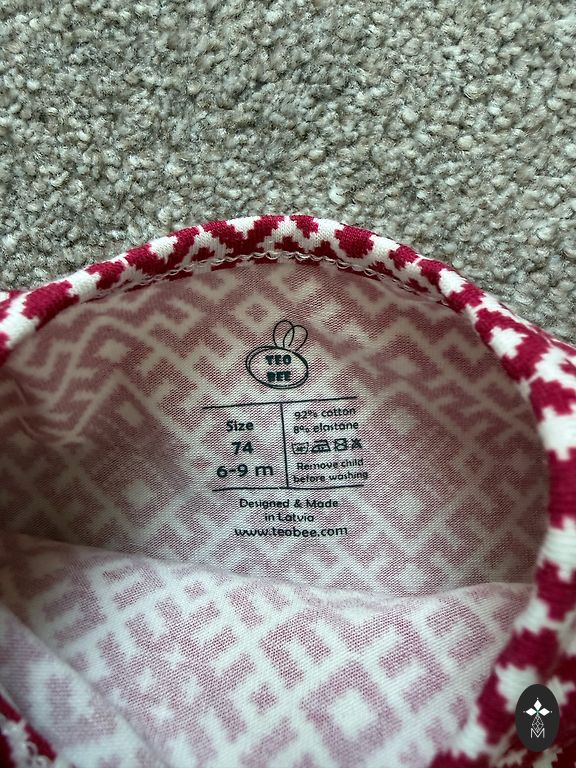 TEO
BEE
Size
74
6-9 m
92% cotton
8% elastane
Remove child
before washing
Designed & Made
in Latvia
www.teobee.com
M